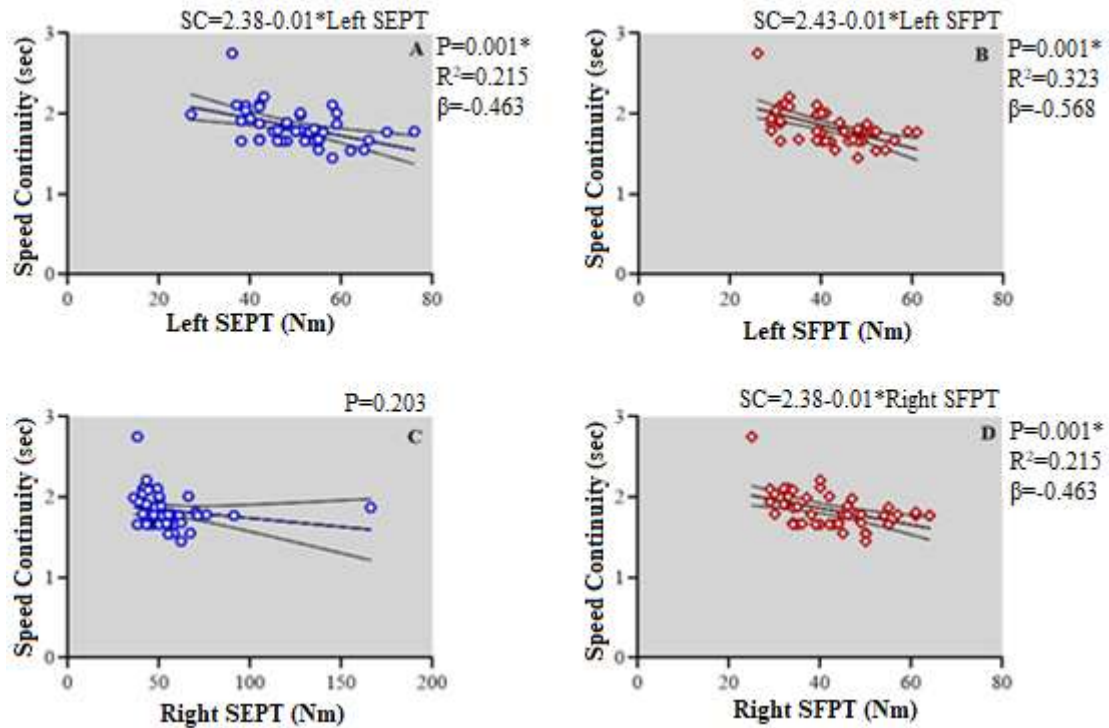 SC=2.38-0.01*Left SEPT
A
P=0.001*
R²=0.215
β=-0.463
Speed Continuity (sec)
3
2
1
0
0 20 40 60 80
Left SEPT (Nm)
SC=2.43-0.01*Left SFPT
B
P=0.001*
R²=0.323
β=-0.568
Speed Continuity (sec)
3
2
1
0
0 20 40 60 80
Left SFPT (Nm)
P=0.203
C
Speed Continuity (sec)
3
2
1
0
0 50 100 150 200
Right SEPT (Nm)
SC=2.38-0.01*Right SFPT
D
P=0.001*
R²=0.215
β=-0.463
Speed Continuity (sec)
3
2
1
0
0 20 40 60 80
Right SFPT (Nm)